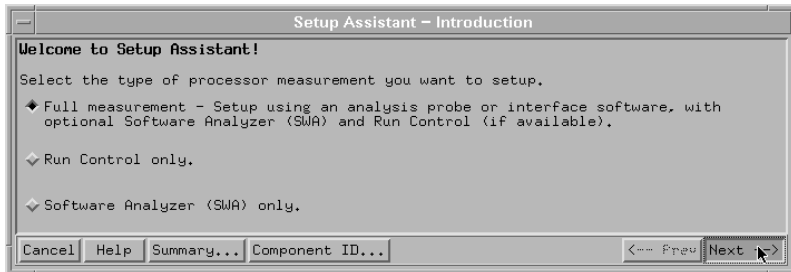 Setup Assistant – Introduction
Welcome to Setup Assistant!
Select the type of processor measurement you want to setup.
Full measurement – Setup using an analysis probe or interface software, with
optional Software Analyzer (SWA) and Run Control (if available).
Run Control only.
Software Analyzer (SWA) only.
Cancel Help Summary... Component ID... <-- Prev Next -->